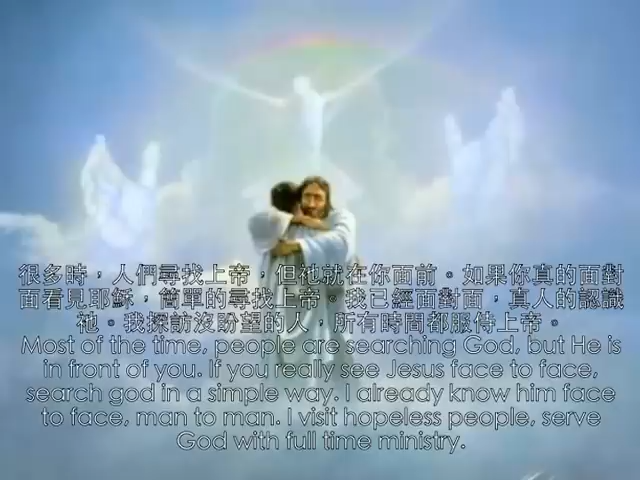 很多時，人們尋找上帝，但祂就在你面前。如果你真的面對
面看見耶穌，簡單的尋找上帝。我已經面對面，真人的認識
祂。我探訪沒盼望的人，所有時間都服侍上帝。
Most of the time, people are searching God, but He is
in front of you. If you really see Jesus face to face,
search god in a simple way. I already know him face
to face, man to man. I visit hopeless people, serve
God with full time ministry.